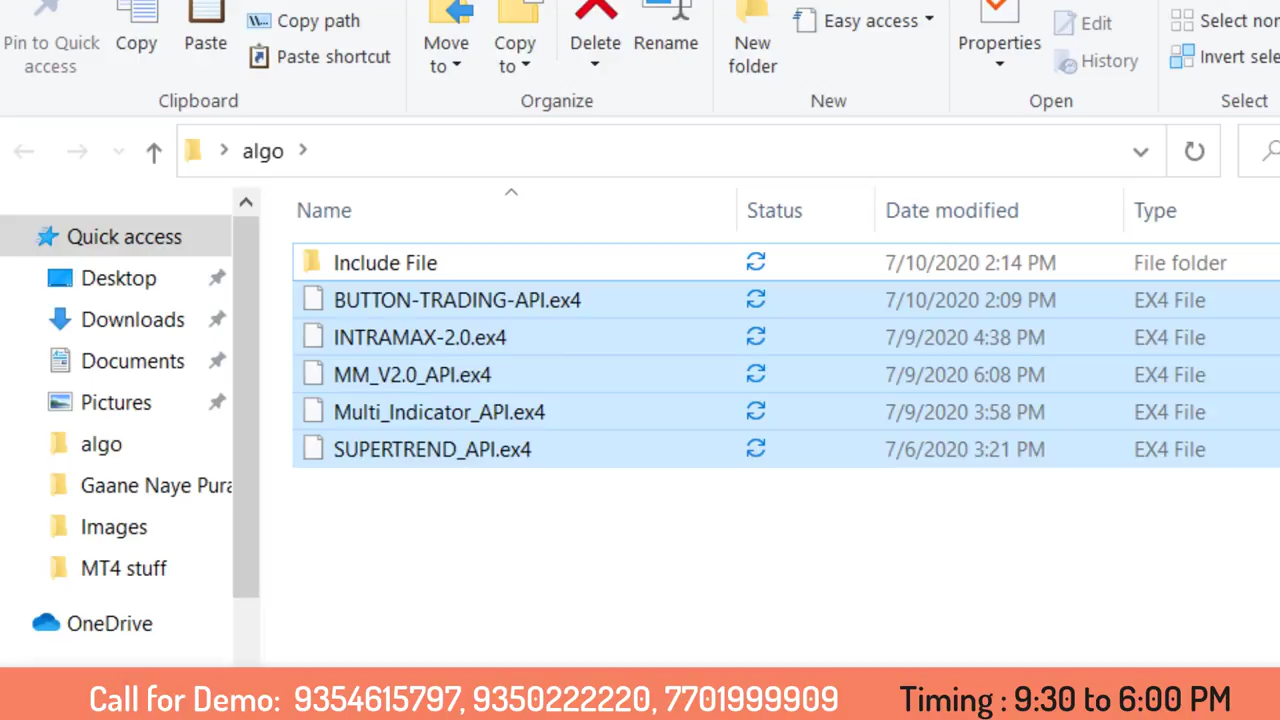 Pin to Quick
access
Copy
Paste
Copy path
Paste shortcut
Move
to
Copy
to
Delete
Rename
New
folder
Easy access
Properties
Edit
History
Invert
Clipboard
Organize
New
Open
Select
algo
Name
Status
Date modified
Type
Quick access
Desktop
Downloads
Documents
Pictures
algo
Gaane Naye
Images
MT4 stuff
OneDrive
Include File 7/10/2020 2:14 PM File folder
BUTTON-TRADING-API.ex4 7/10/2020 2:09 PM EX4 File
INTRAMAX-2.0.ex4 7/9/2020 4:38 PM EX4 File
MM_V2.0_API.ex4 7/9/2020 6:08 PM EX4 File
Multi_Indicator_API.ex4 7/9/2020 3:58 PM EX4 File
SUPERTREND_API.ex4 7/6/2020 3:21 PM EX4 File
Call for Demo: 9354615797, 9350222220, 7701999909 Timing : 9:30 to 6:00 PM